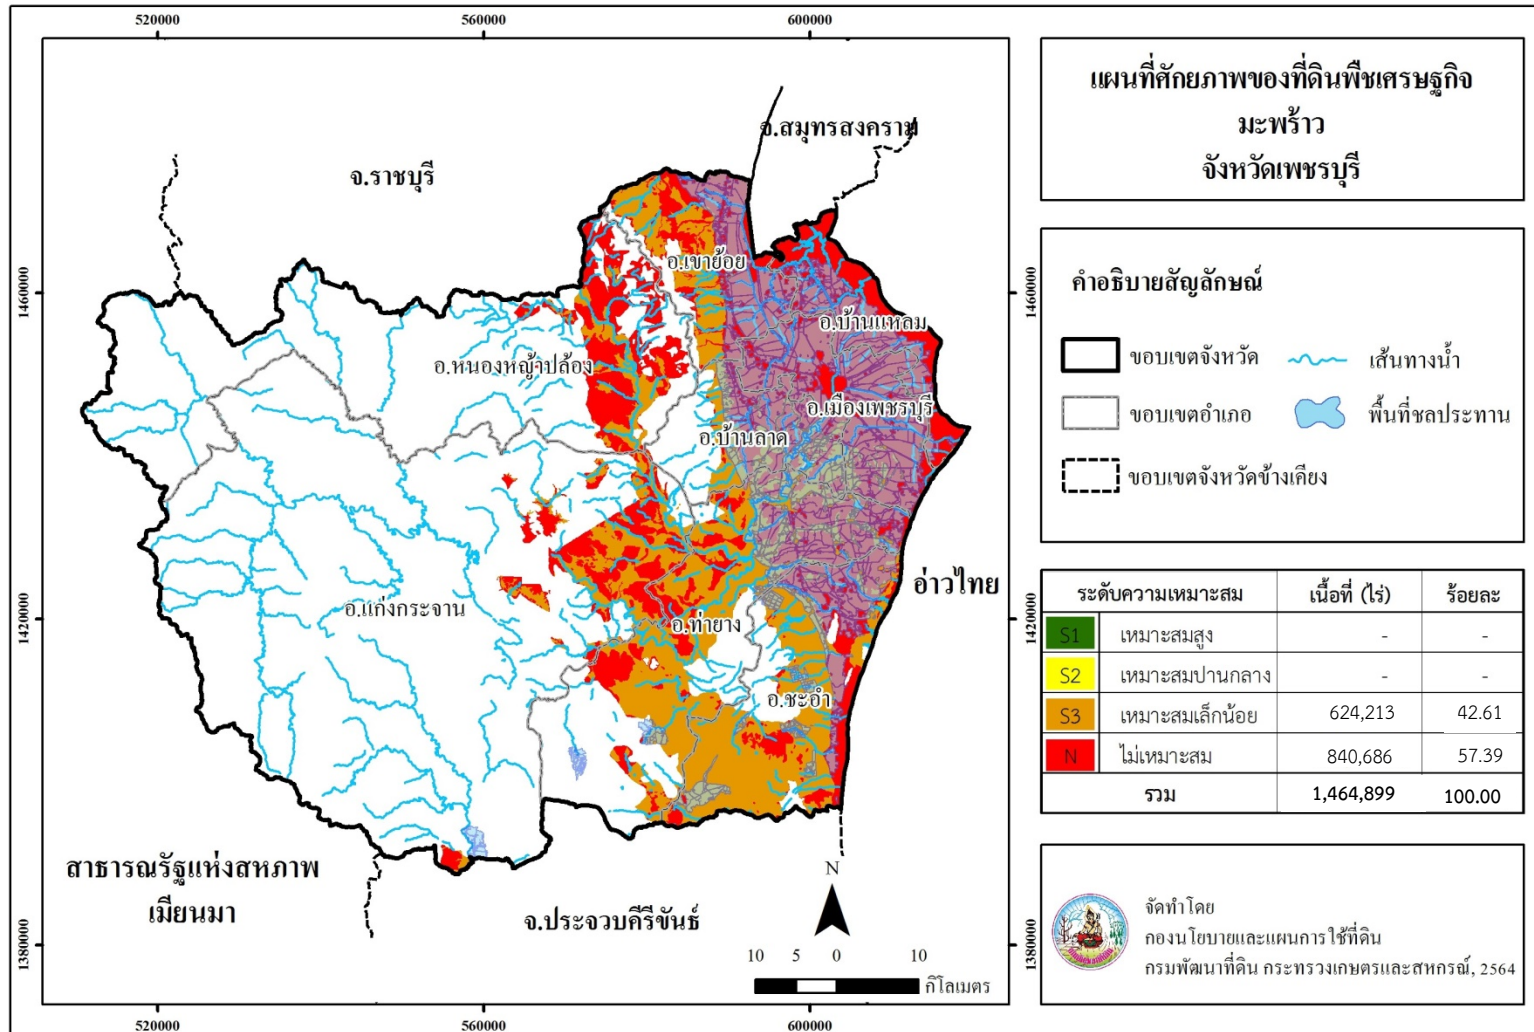 520000 560000 600000
แผนที่ศักยภาพของที่ดินพืชเศรษฐกิจ
มะพร้าว
จังหวัดเพชรบุรี
จ.สมุทรสงคราม
จ.ราชบุรี
อ.เขาย้อย
1460000 1460000
อ.บ้านแหลม
อ.หนองหญ้าปล้อง
อ.เมืองเพชรบุรี
อ.บ้านลาด
อ่าวไทย
อ.แก่งกระจาน
อ.ท่ายาง
1420000 1420000
อ.ชะอำ
สาธารณรัฐแห่งสหภาพ
เมียนมา
จ.ประจวบคีรีขันธ์
N
10 5 0 10
กิโลเมตร
1380000 1380000
520000 560000 600000
คำอธิบายสัญลักษณ์
ขอบเขตจังหวัด เส้นทางน้ำ
ขอบเขตอำเภอ พื้นที่ชลประทาน
ขอบเขตจังหวัดข้างเคียง
ระดับความเหมาะสม เนื้อที่ (ไร่) ร้อยละ
S1 เหมาะสมสูง - -
S2 เหมาะสมปานกลาง - -
S3 เหมาะสมเล็กน้อย 624,213 42.61
N ไม่เหมาะสม 840,686 57.39
รวม 1,464,899 100.00
จัดทำโดย
กองนโยบายและแผนการใช้ที่ดิน
กรมพัฒนาที่ดิน กระทรวงเกษตรและสหกรณ์, 2564